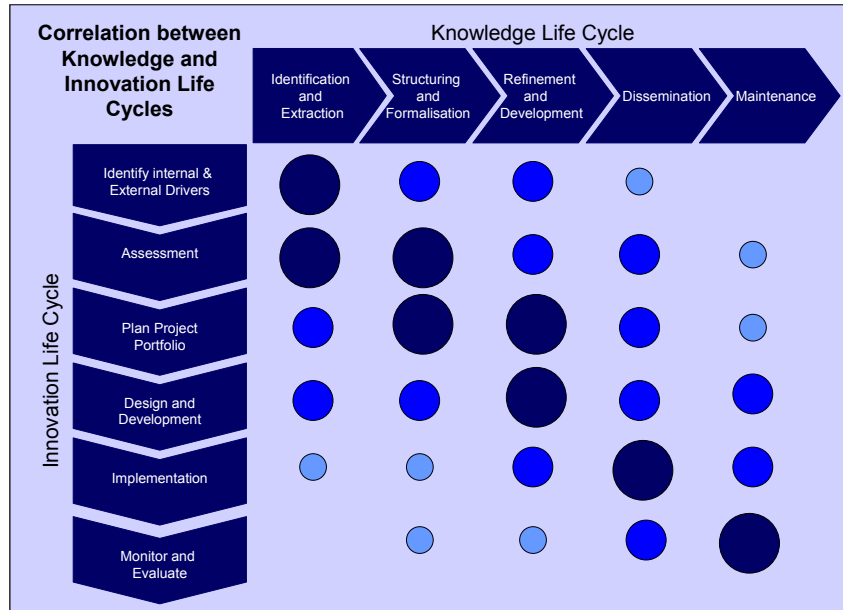 Correlation between
Knowledge and
Innovation Life
Cycles
Knowledge Life Cycle
Identification
and
Extraction
Structuring
and
Formalisation
Refinement
and
Development
Dissemination
Maintenance
Innovation Life Cycle
Identify internal &
External Drivers
Assessment
Plan Project
Portfolio
Design and
Development
Implementation
Monitor and
Evaluate